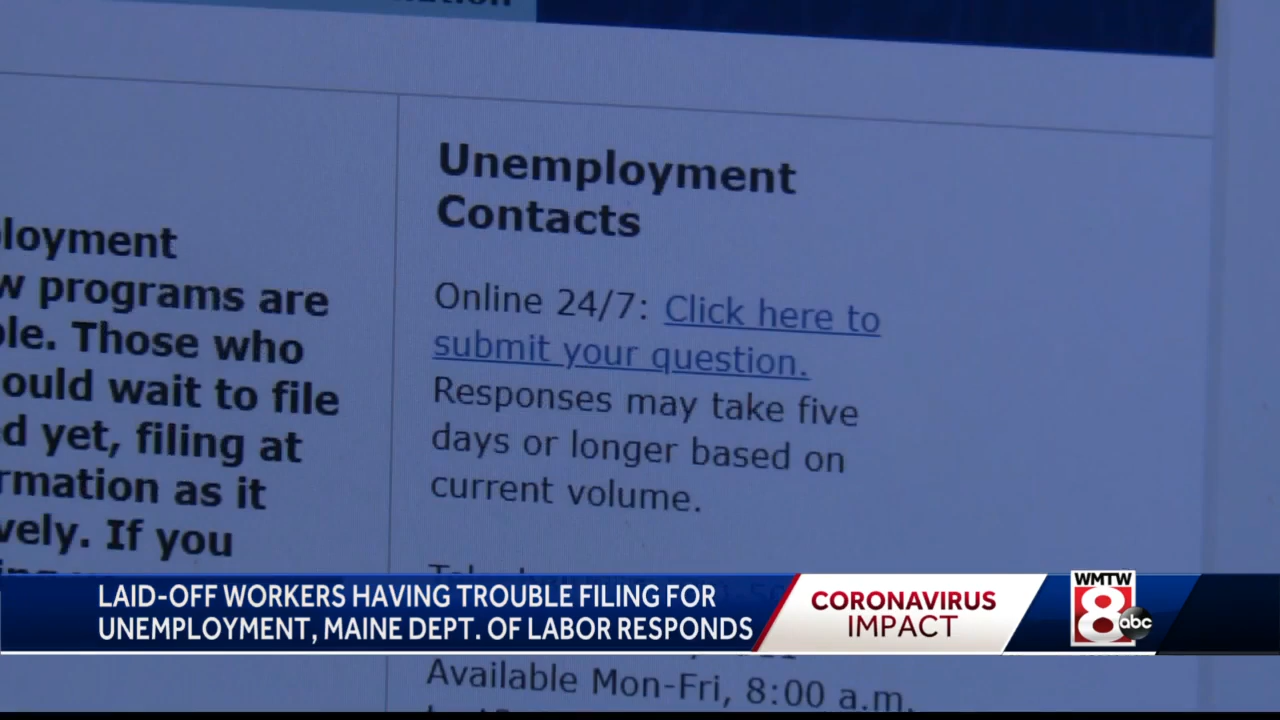 Unemployment
Contacts
Online 24/7: Click here to
submit your question.
Responses may take five
days or longer based on
current volume.
Available Mon-Fri, 8:00 a.m.
ployment
programs are
Those who
ould wait to file
d yet, filing at
rmation as it
vely. If you
LAID-OFF WORKERS HAVING TROUBLE FILING FOR
UNEMPLOYMENT, MAINE DEPT. OF LABOR RESPONDS
CORONAVIRUS
IMPACT
WMTW
8
abc